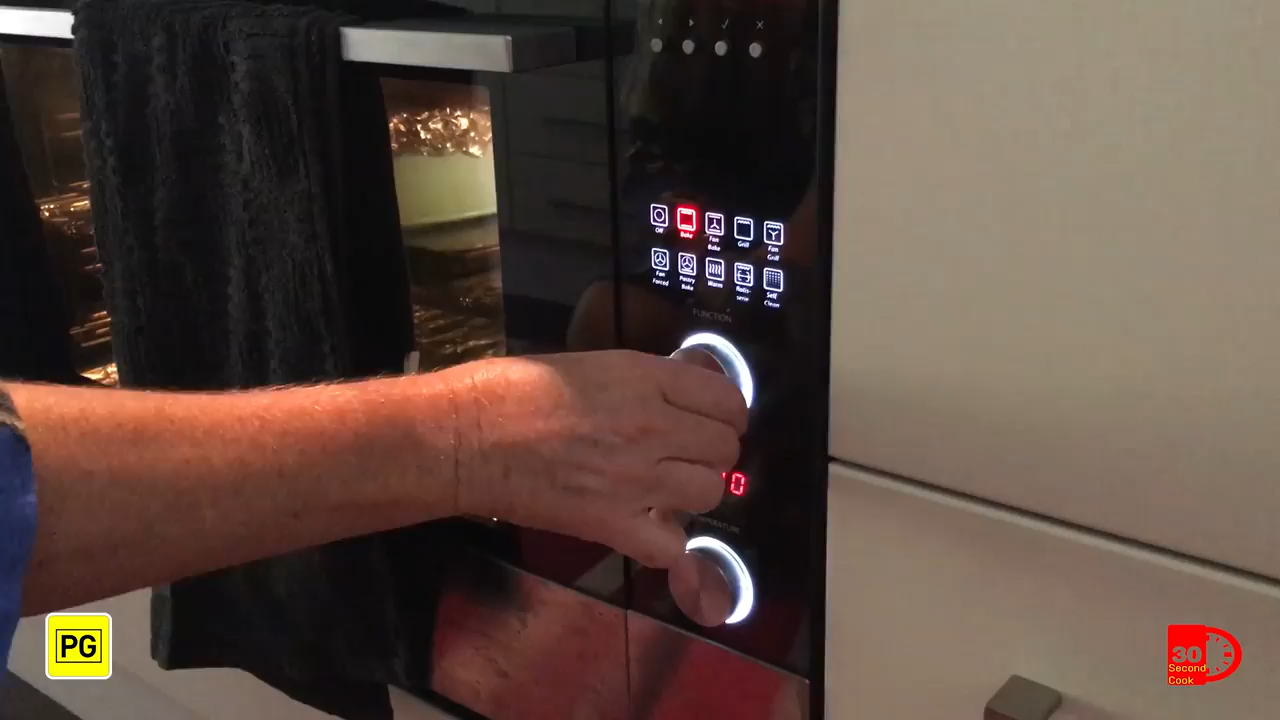 Off
Bake
Fan
Bake
Grill
Fan
Grill
Fan
Forced
Pastry
Bake
Warm
Rotis-
serie
Self
Clean
FUNCTION
0
PG
30
Second
Cook